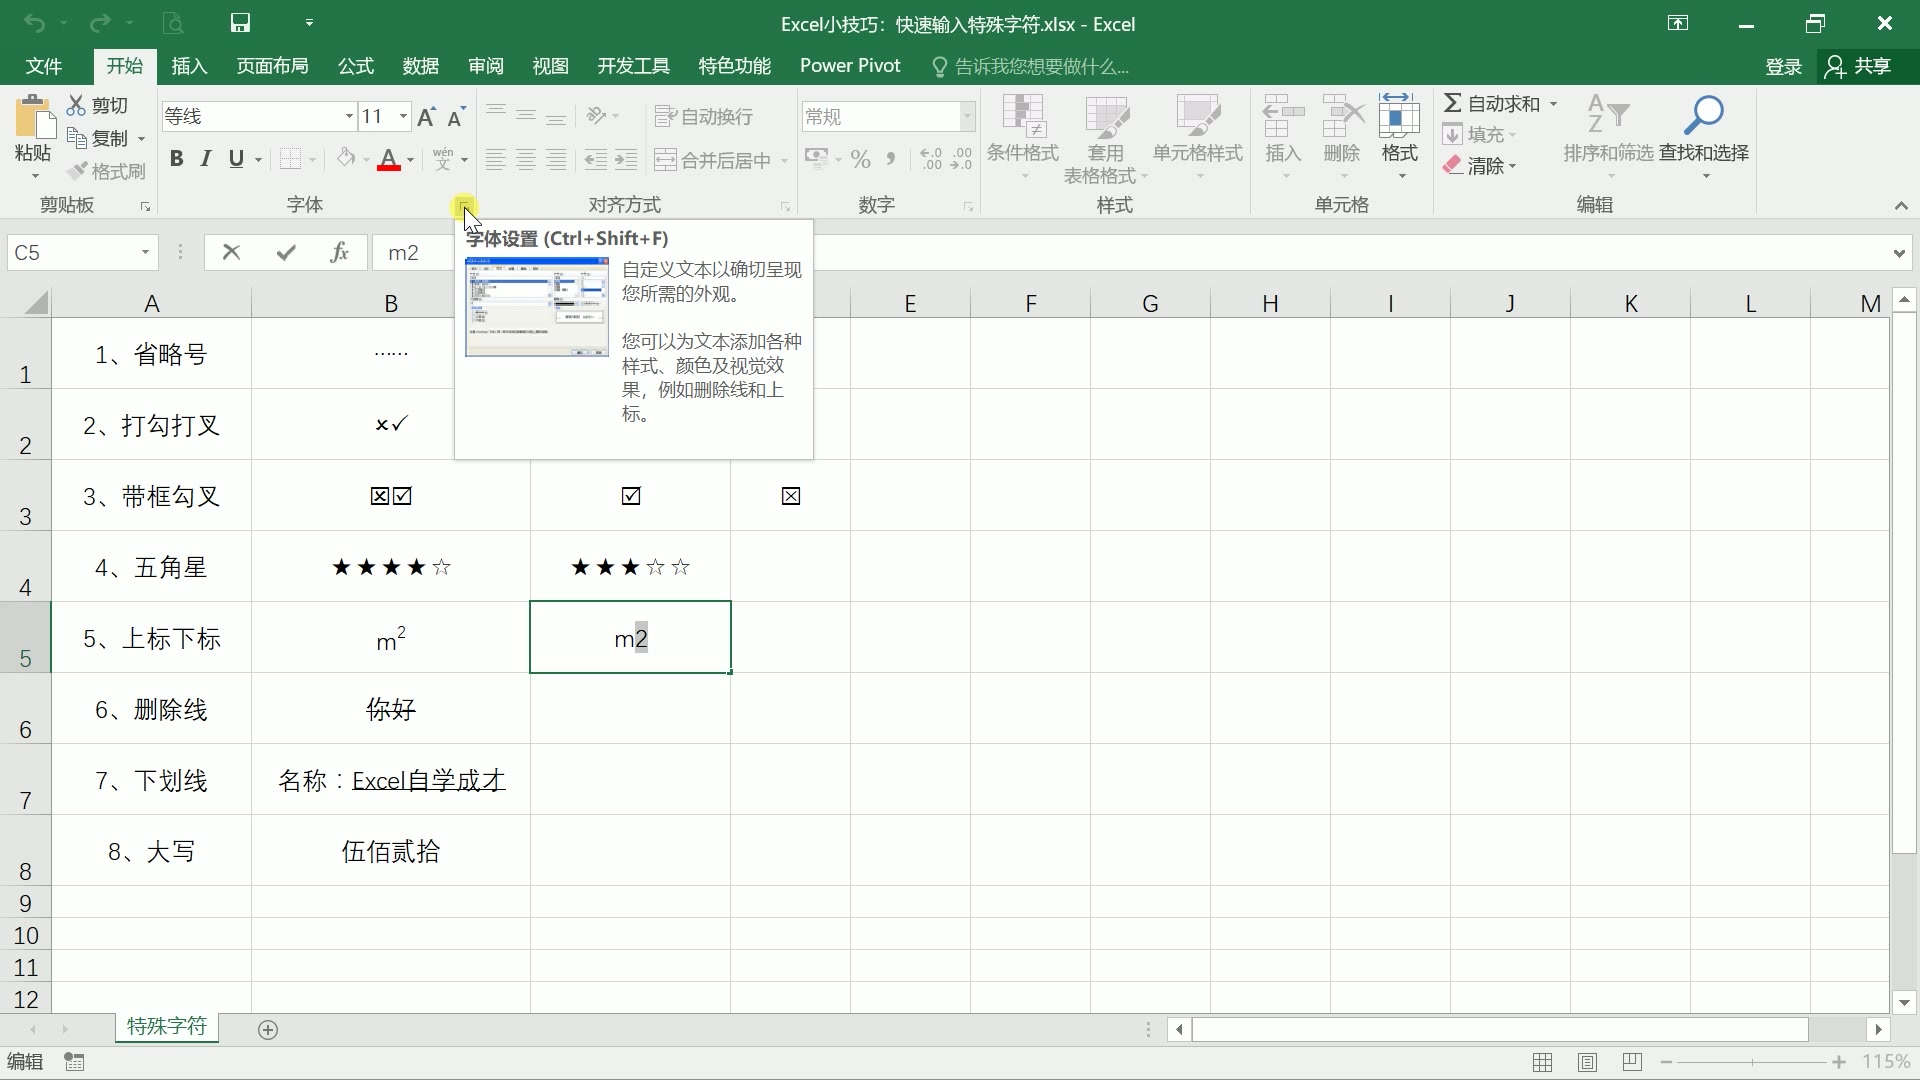 Excel小技巧：快速输入特殊字符.xlsx - Excel
文件 开始 插入 页面布局 公式 数据 审阅 视图 开发工具 特色功能 Power Pivot 告诉我您想要做什么... 登录 共享
粘贴 剪切 复制 格式刷 剪贴板
等线 11 B I U A wén 文 字体
自动换行 合并后居中 对齐方式
常规 % 数字
条件格式 套用 表格格式 单元格样式 样式
插入 删除 格式 单元格
自动求和 填充 清除 排序和筛选 查找和选择 编辑
C5 fx m2
字体设置 (Ctrl+Shift+F)
自定义文本以确切呈现
您所需的外观。
您可以为文本添加各种
样式、颜色及视觉效
果，例如删除线和上
标。
A B E F G H I J K L M
1 1、省略号 ……
2 2、打勾打叉 ×✓
3 3、带框勾叉 ☒☑ ☑ ☒
4 4、五角星 ★★★★☆ ★★★☆☆
5 5、上标下标 m² m2
6 6、删除线 你好
7 7、下划线 名称：Excel自学成才
8 8、大写 伍佰贰拾
9
10
11
12
特殊字符
编辑 115%